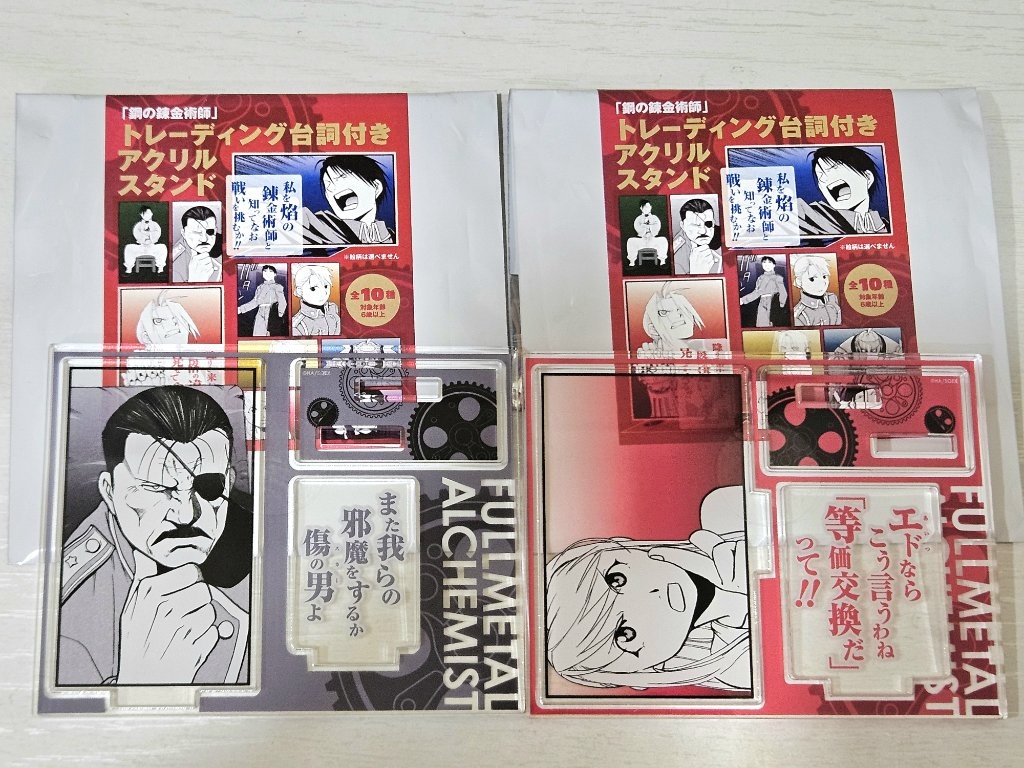 「鋼の錬金術師」
トレーディング台詞付き
アクリル
スタンド
私を焔の
錬金術師と
知ってなお
戦いを挑むか!!
※絵柄は選べません
全10種
対象年齢
6歳以上
「鋼の錬金術師」
トレーディング台詞付き
アクリル
スタンド
私を焔の
錬金術師と
知ってなお
戦いを挑むか!!
※絵柄は選べません
全10種
対象年齢
6歳以上
また我らの
邪魔をするか
傷の男よ
FULLMETAL
ALCHEMIST
エドなら
こう言うわね
「等価交換だ」
って!!
FULLMETAL